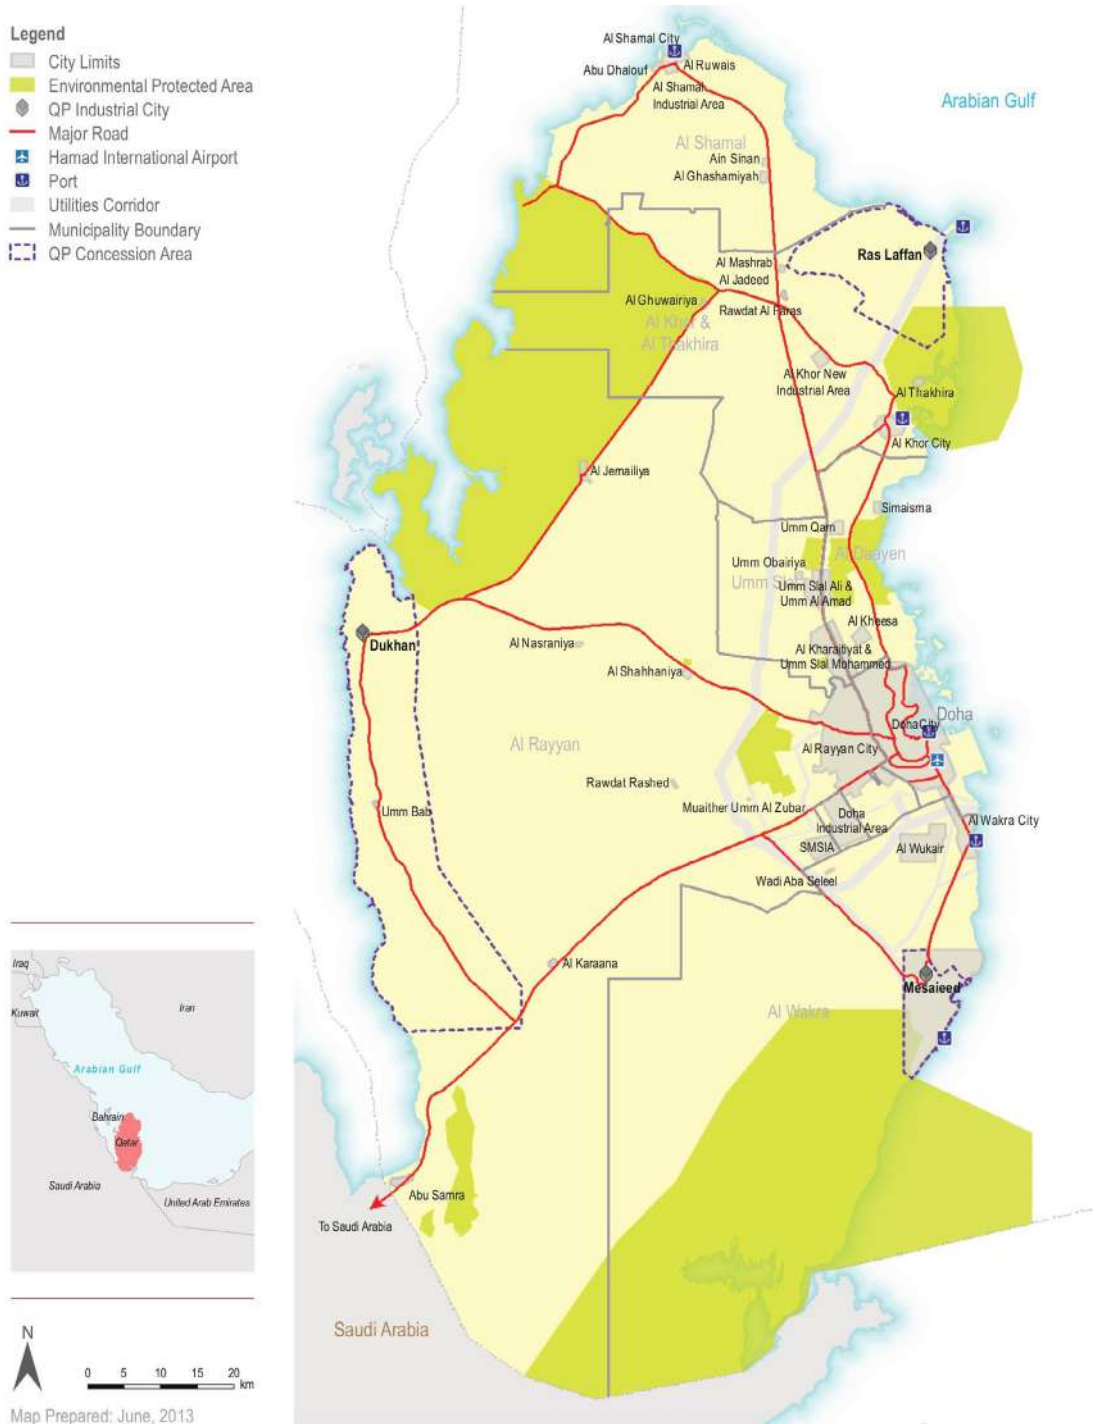 Legend
City Limits
Environmental Protected Area
QP Industrial City
Major Road
Hamad International Airport
Port
Utilities Corridor
Municipality Boundary
QP Concession Area
Al Shamal City
Abu Dhalouf
Al Ruwais
Al Shamal
Industrial Area
Arabian Gulf
Al Shamal
Ain Sinan
Al Ghashamiyah
Ras Laffan
Al Mashrab
Al Jadeed
Al Ghuwairiya
Rawdat Al Faras
Al Khor &
Al Thakhira
Al Khor New
Industrial Area
Al Thakhira
Al Khor City
Al Jemailiya
Simaisma
Umm Qarn
Al Daayen
Umm Obairiya
Umm Slal
Umm Slal Ali &
Umm Al Amad
Al Kheesa
Dukhan
Al Nasraniya
Al Kharaitiyat &
Umm Slal Mohammed
Al Shahhaniya
Doha
Doha City
Al Rayyan
Al Rayyan City
Rawdat Rashed
Umm Bab
Muaither Umm Al Zubar
Doha
Industrial Area
Al Wakra City
SMSIA
Al Wukair
Wadi Aba Seleel
Al Karaana
Mesaieed
Al Wakra
Abu Samra
To Saudi Arabia
Saudi Arabia
Iraq
Iran
Kuwait
Arabian Gulf
Bahrain
Qatar
Saudi Arabia
United Arab Emirates
N
0 5 10 15 20
km
Map Prepared: June, 2013